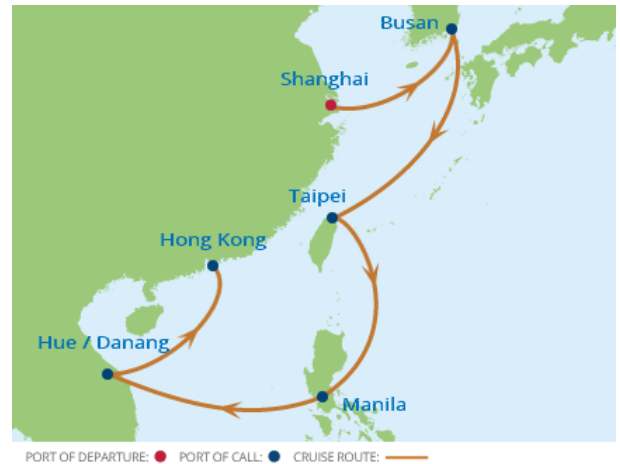 Busan
Shanghai
Taipei
Hong Kong
Hue / Danang
Manila
PORT OF DEPARTURE: PORT OF CALL: CRUISE ROUTE: